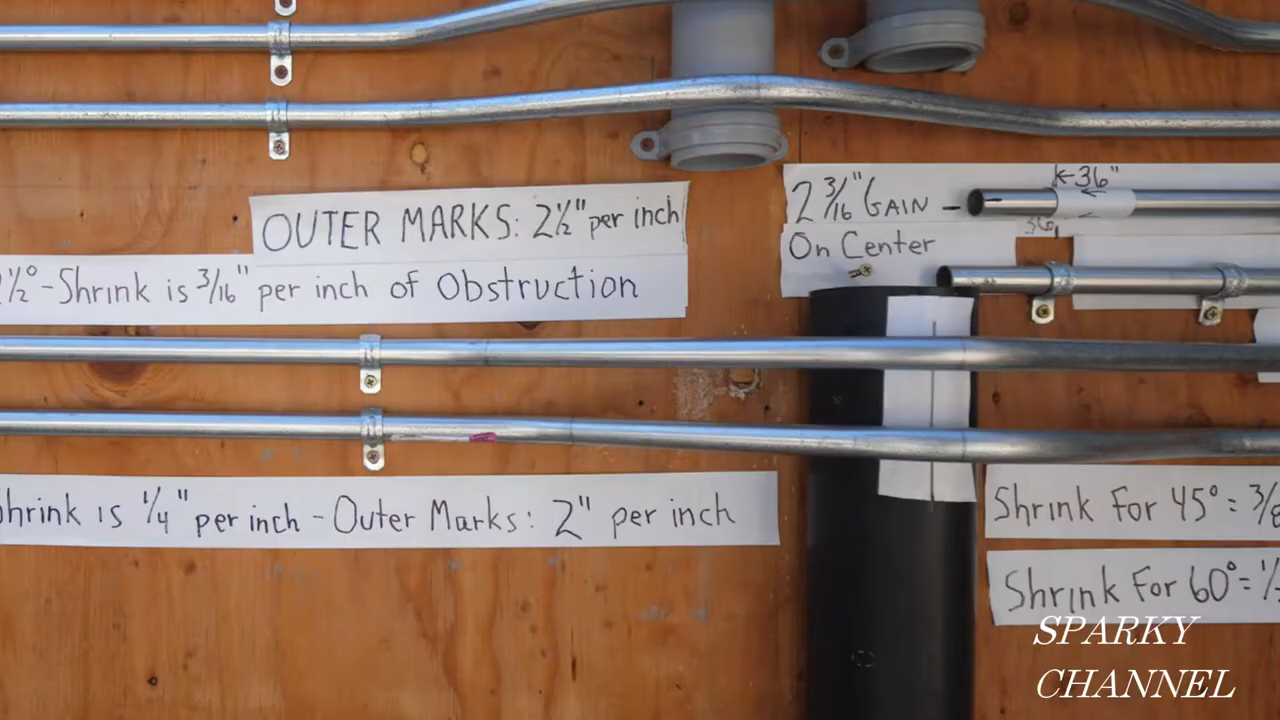 OUTER MARKS: 2½" per inch
½° - Shrink is 3/16" per inch of Obstruction
2 3/16" GAIN -
On Center
36"
Shrink is ¼" per inch - Outer Marks: 2" per inch
Shrink For 45° = 3/8
Shrink For 60° = ½
SPARKY
CHANNEL